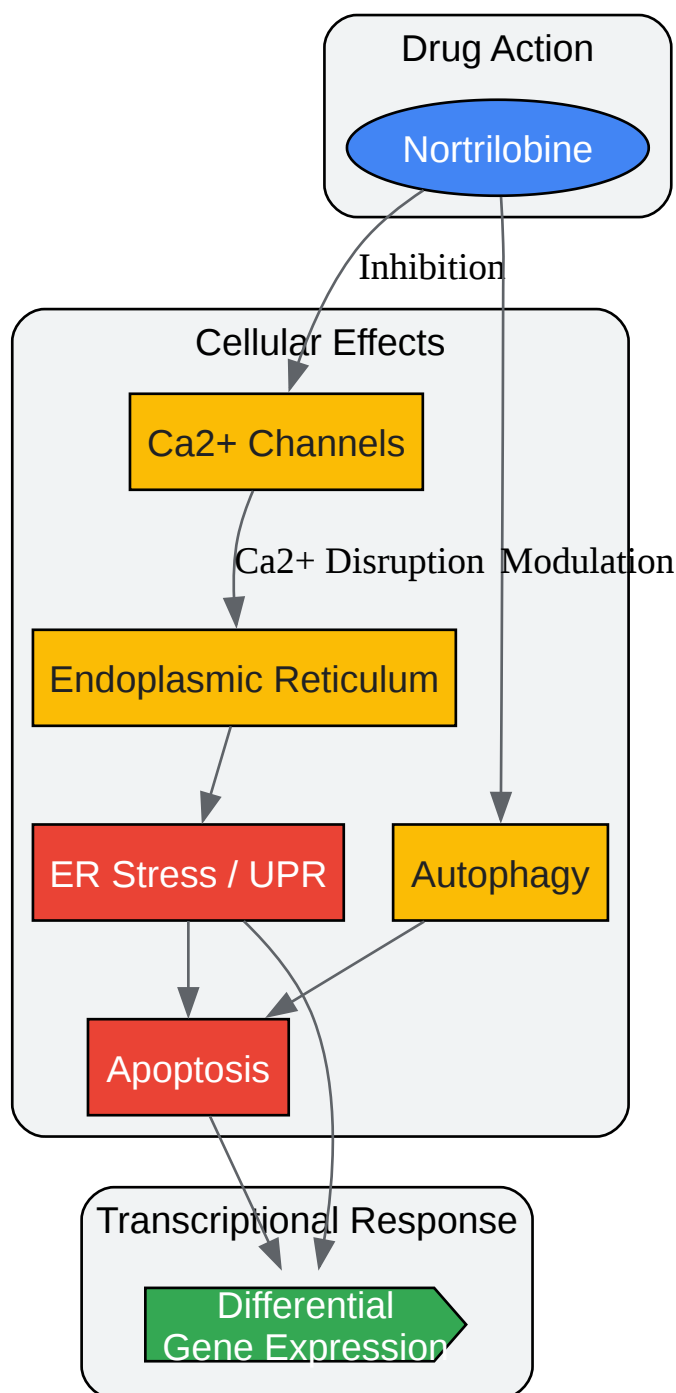 Drug Action
Nortrilobine
Inhibition
Cellular Effects
Ca2+ Channels
Ca2+ Disruption
Modulation
Endoplasmic Reticulum
ER Stress / UPR
Autophagy
Apoptosis
Transcriptional Response
Differential
Gene Expression